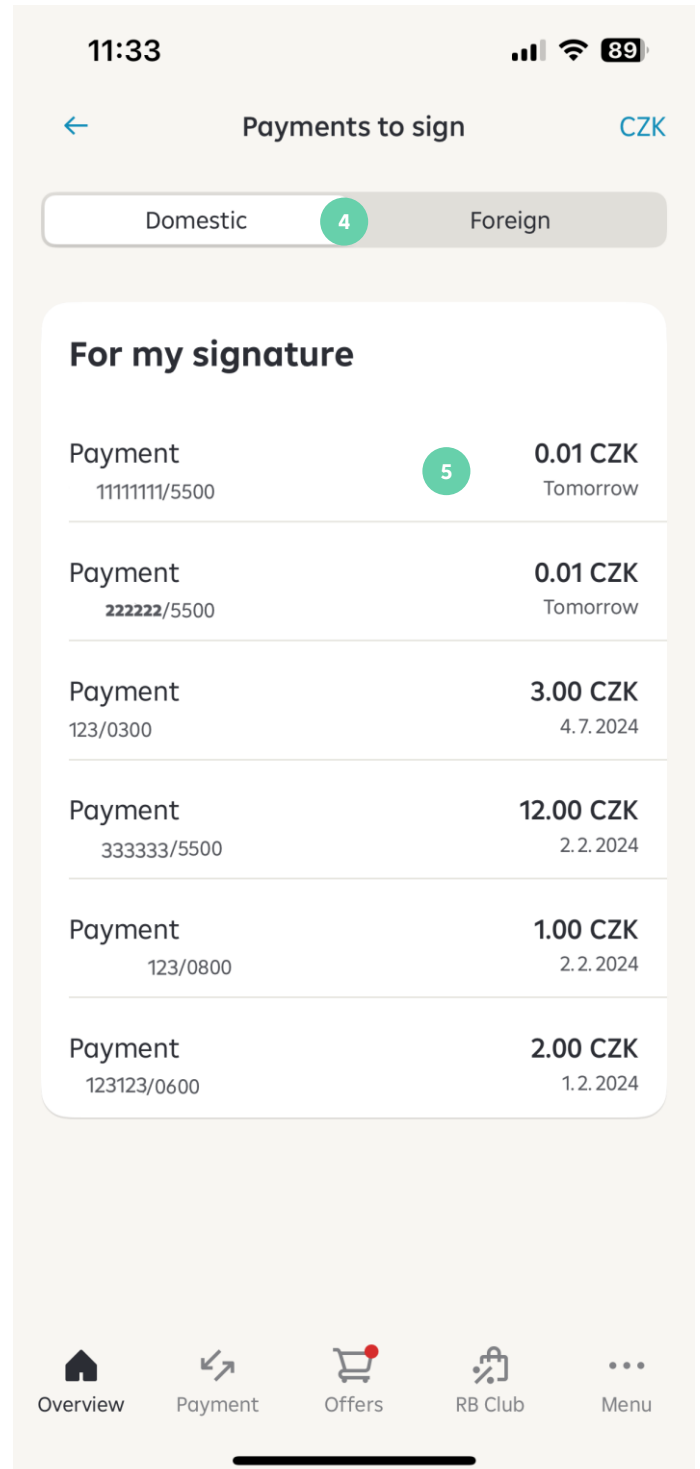 11:33 89
Payments to sign CZK
Domestic 4 Foreign
For my signature
Payment 5 0.01 CZK
11111111/5500 Tomorrow
Payment 0.01 CZK
222222/5500 Tomorrow
Payment 3.00 CZK
123/0300 4. 7. 2024
Payment 12.00 CZK
333333/5500 2. 2. 2024
Payment 1.00 CZK
123/0800 2. 2. 2024
Payment 2.00 CZK
123123/0600 1. 2. 2024
Overview Payment Offers RB Club Menu